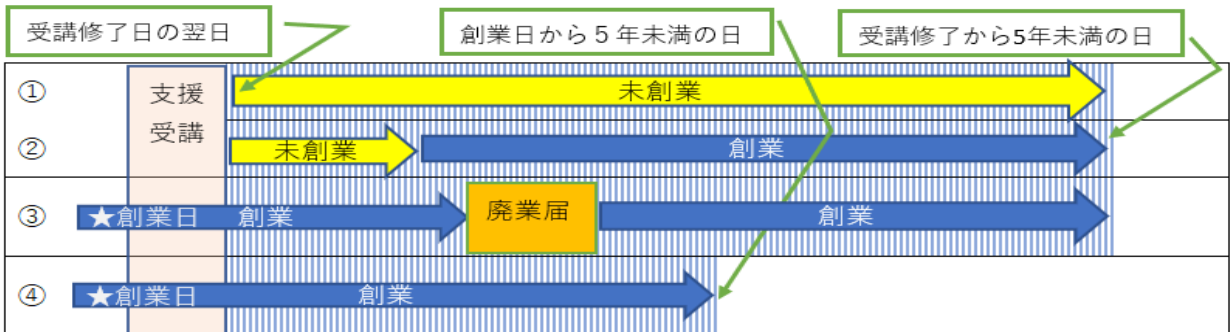 受講修了日の翌日
創業日から５年未満の日
受講修了から5年未満の日
①
支援
受講
未創業
②
未創業
創業
③
★創業日 創業
廃業届
創業
④
★創業日
創業